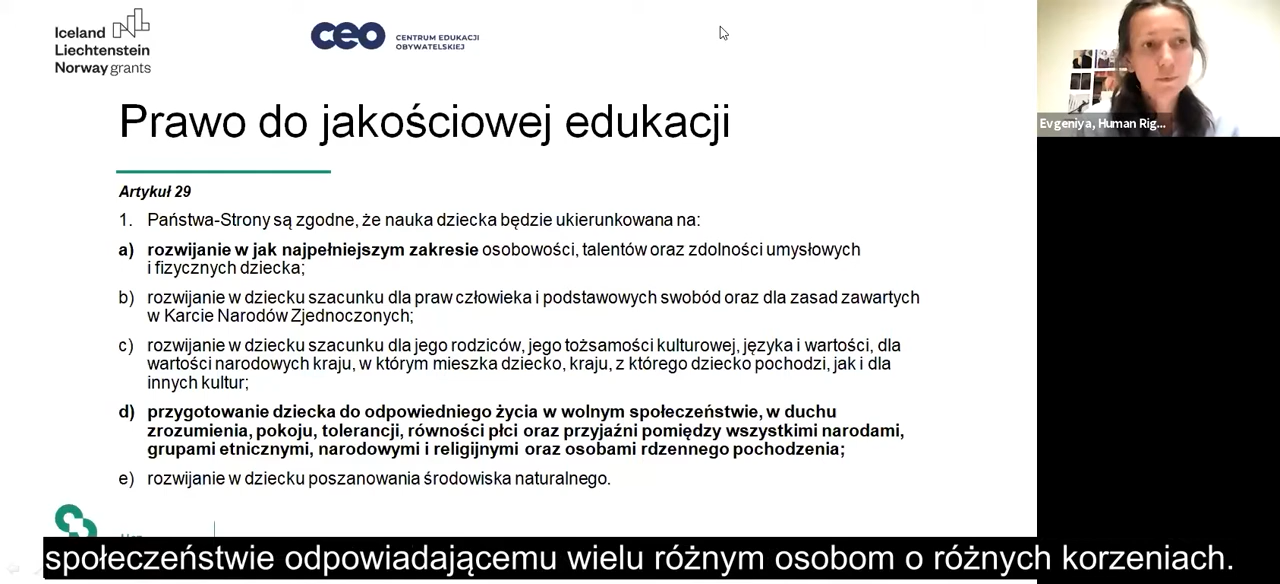 Iceland
Liechtenstein
Norway grants
ceo CENTRUM EDUKACJI
OBYWATELSKIEJ
Evgeniya, Human Rig...
Prawo do jakościowej edukacji
Artykuł 29
1. Państwa-Strony są zgodne, że nauka dziecka będzie ukierunkowana na:
a) rozwijanie w jak najpełniejszym zakresie osobowości, talentów oraz zdolności umysłowych
i fizycznych dziecka;
b) rozwijanie w dziecku szacunku dla praw człowieka i podstawowych swobód oraz dla zasad zawartych
w Karcie Narodów Zjednoczonych;
c) rozwijanie w dziecku szacunku dla jego rodziców, jego tożsamości kulturowej, języka i wartości, dla
wartości narodowych kraju, w którym mieszka dziecko, kraju, z którego dziecko pochodzi, jak i dla
innych kultur;
d) przygotowanie dziecka do odpowiedniego życia w wolnym społeczeństwie, w duchu
zrozumienia, pokoju, tolerancji, równości płci oraz przyjaźni pomiędzy wszystkimi narodami,
grupami etnicznymi, narodowymi i religijnymi oraz osobami rdzennego pochodzenia;
e) rozwijanie w dziecku poszanowania środowiska naturalnego.
społeczeństwie odpowiadającemu wielu różnym osobom o różnych korzeniach.